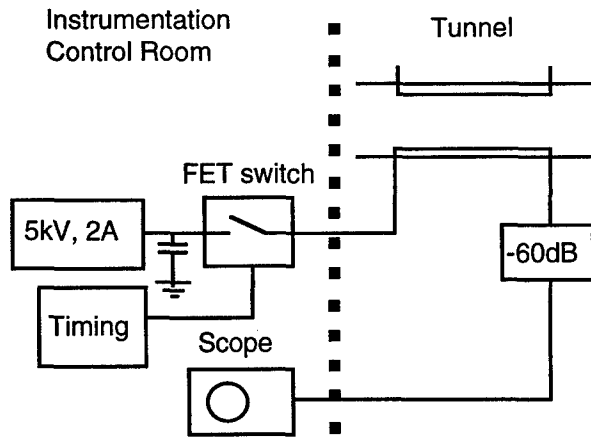 Instrumentation
Control Room
Tunnel
FET switch
5kV, 2A
-60dB
Timing
Scope